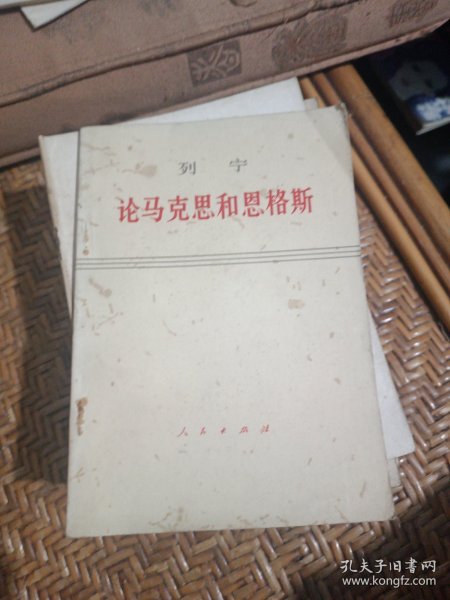 列 宁
论马克思和恩格斯
人民出版社
孔夫子旧书网
www.kongfz.com